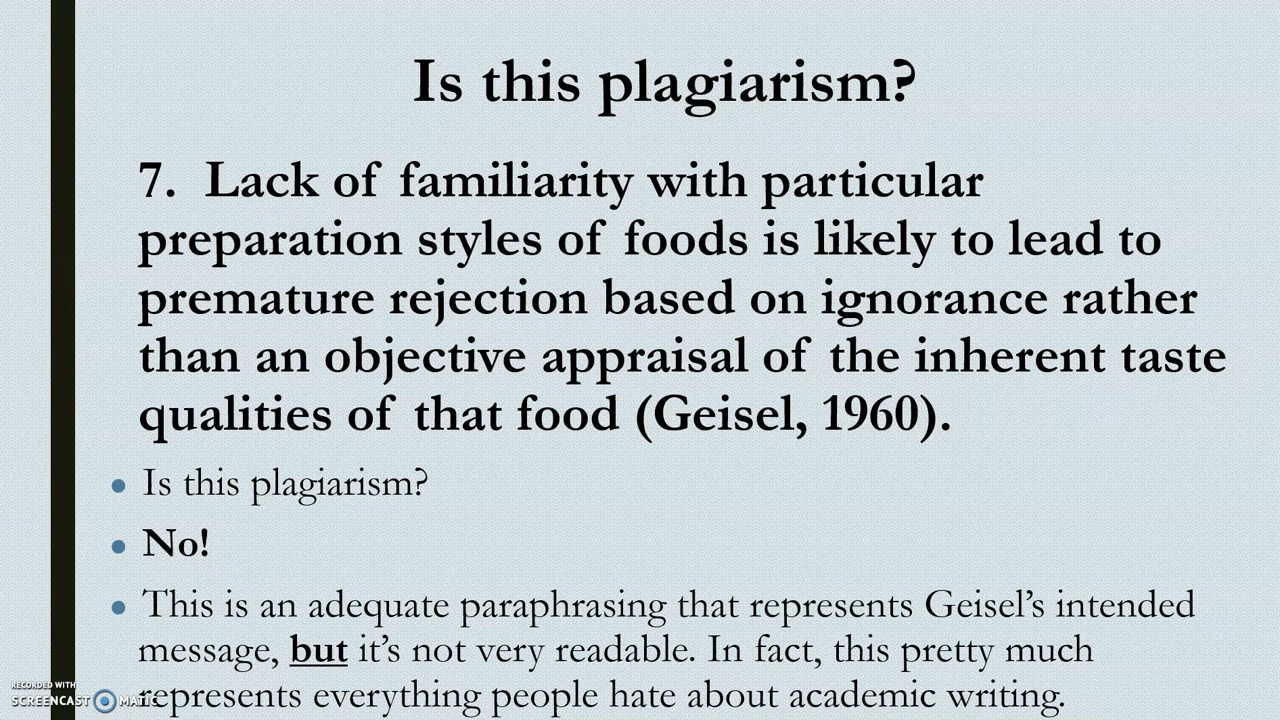 Is this plagiarism?
7. Lack of familiarity with particular
preparation styles of foods is likely to lead to
premature rejection based on ignorance rather
than an objective appraisal of the inherent taste
qualities of that food (Geisel, 1960).
● Is this plagiarism?
● No!
● This is an adequate paraphrasing that represents Geisel's intended
message, but it's not very readable. In fact, this pretty much
represents everything people hate about academic writing.
RECORDED WITH
SCREENCAST MATIC